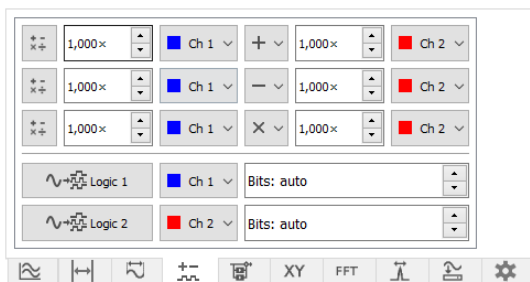 1,000× Ch 1 + 1,000× Ch 2
1,000× Ch 1 − 1,000× Ch 2
1,000× Ch 1 × 1,000× Ch 2
Logic 1 Ch 1 Bits: auto
Logic 2 Ch 2 Bits: auto
XY FFT